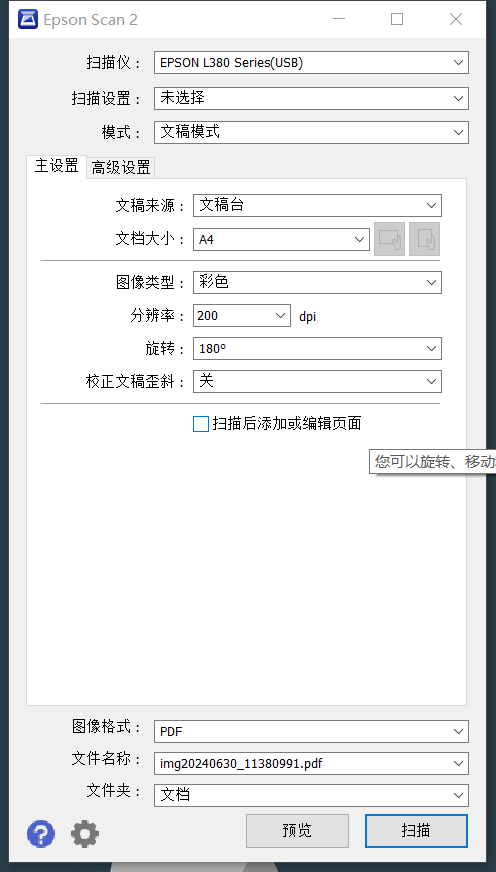 Epson Scan 2
扫描仪： EPSON L380 Series(USB)
扫描设置： 未选择
模式： 文稿模式
主设置 高级设置
文稿来源： 文稿台
文档大小： A4
图像类型： 彩色
分辨率： 200 dpi
旋转： 180º
校正文稿歪斜： 关
扫描后添加或编辑页面
您可以旋转、移动
图像格式： PDF
文件名称： img20240630_11380991.pdf
文件夹： 文档
? 预览 扫描